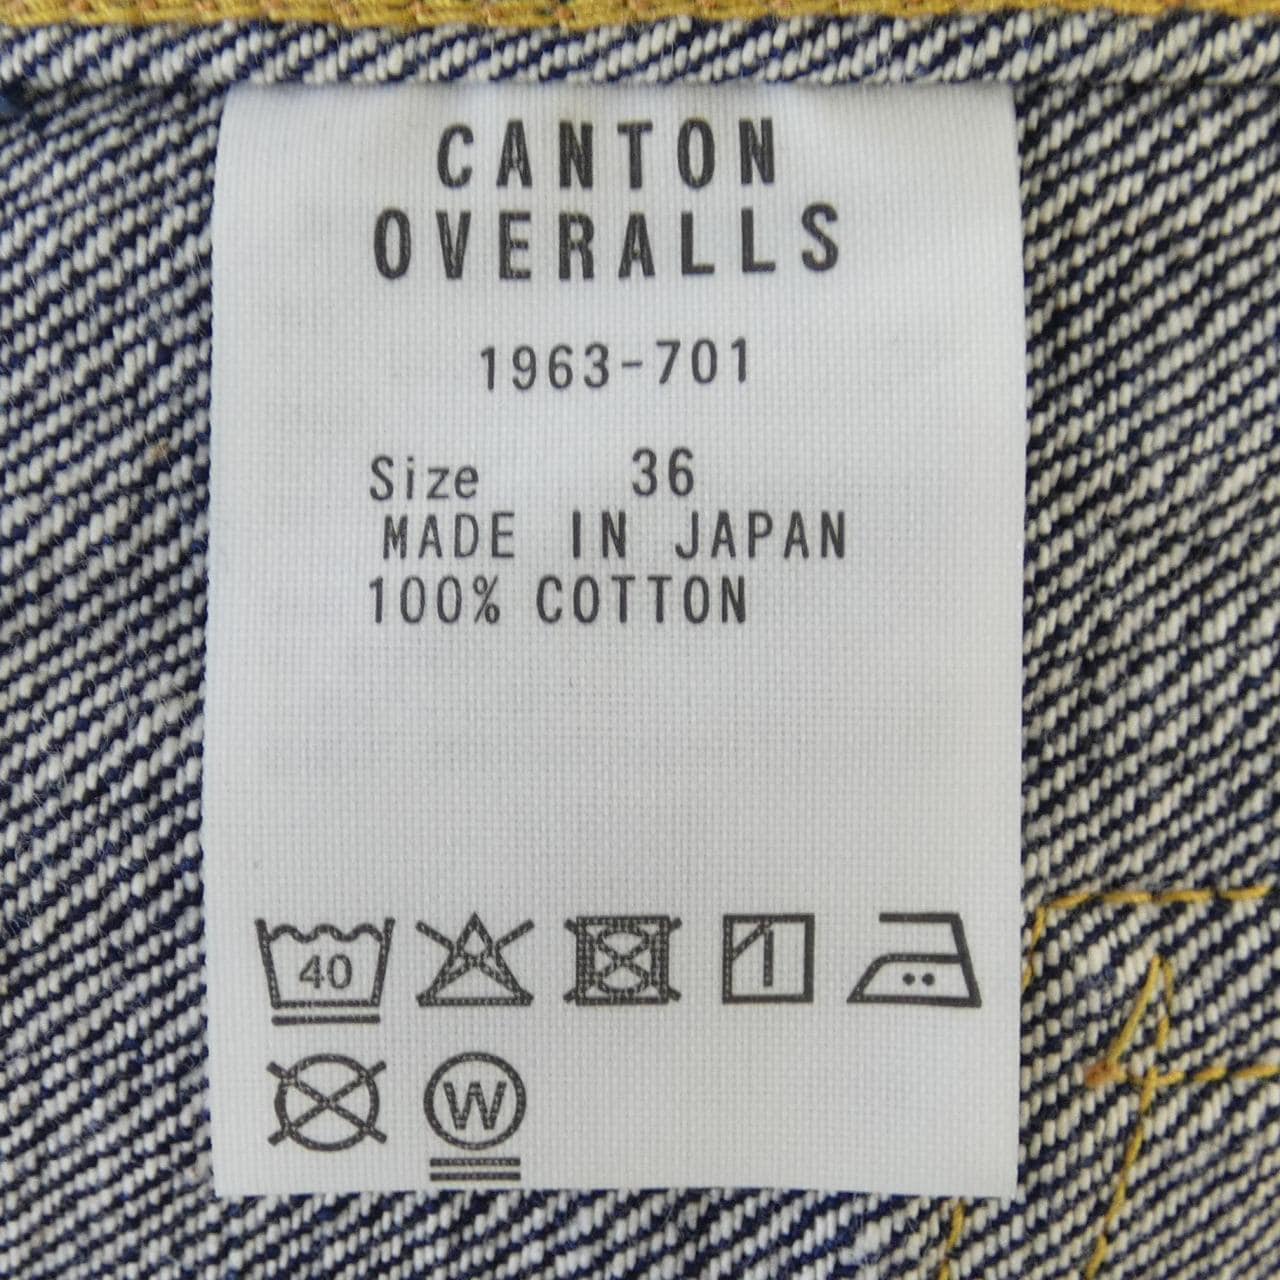 CANTON
OVERALLS
1963-701
Size 36
MADE IN JAPAN
100% COTTON
40
W